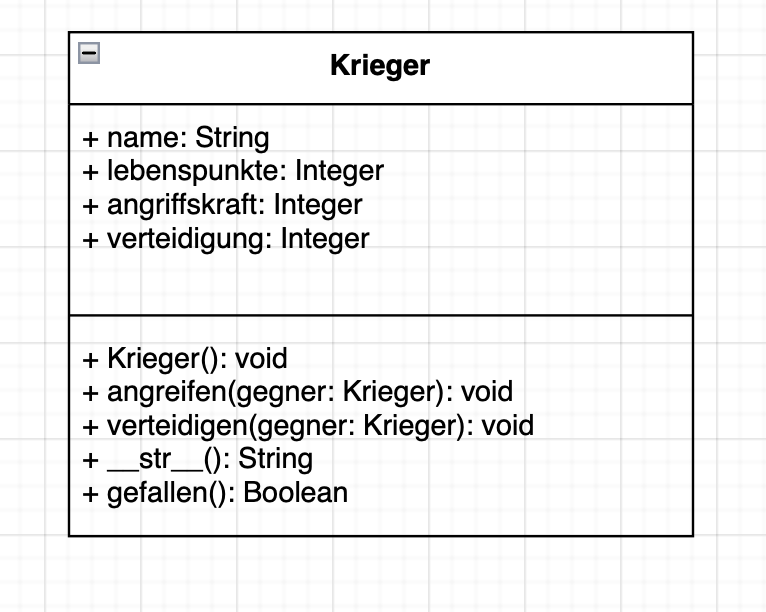 Krieger
+ name: String
+ lebenspunkte: Integer
+ angriffskraft: Integer
+ verteidigung: Integer
+ Krieger(): void
+ angreifen(gegner: Krieger): void
+ verteidigen(gegner: Krieger): void
+ __str__(): String
+ gefallen(): Boolean